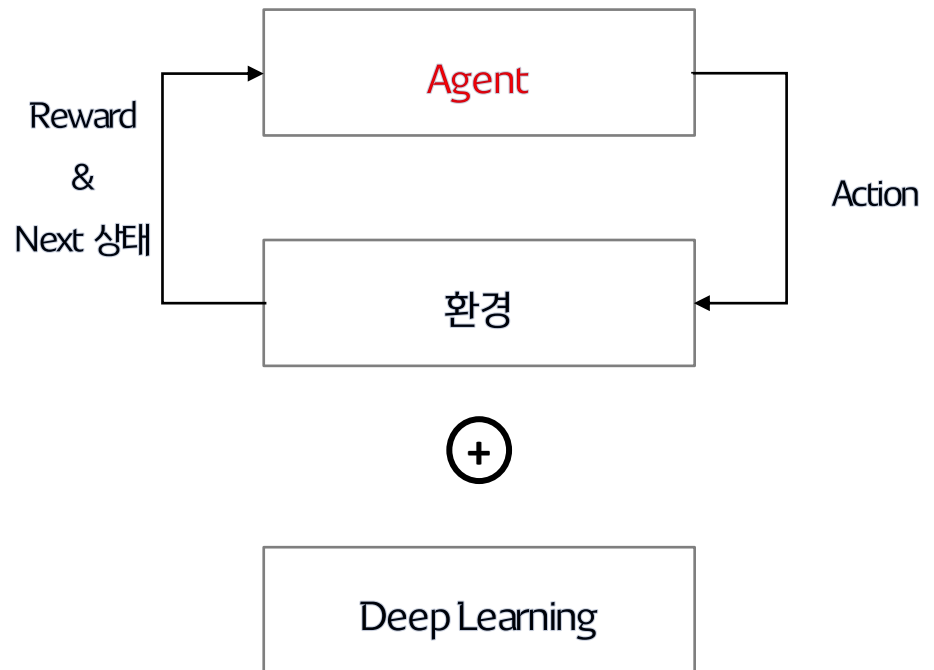 Agent
Reward
&
Next 상태
Action
환경
+
Deep Learning